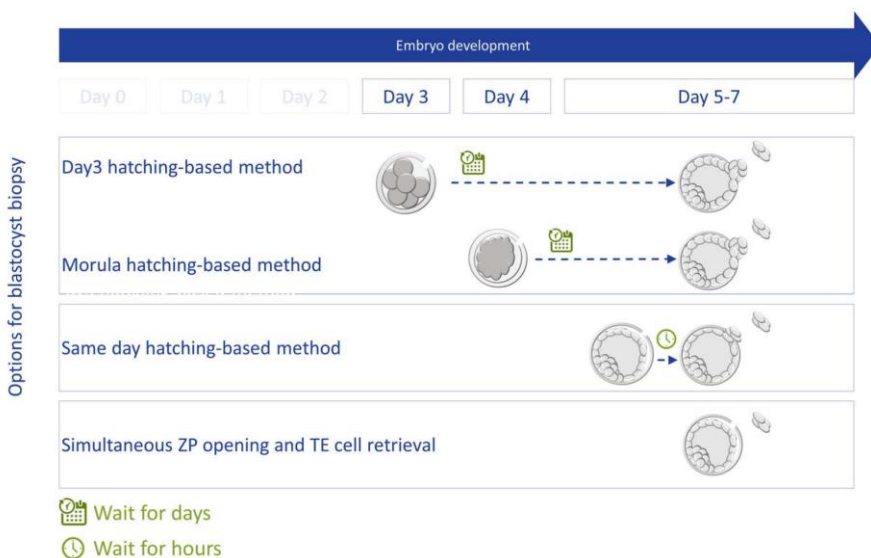 Embryo development
Day 0 Day 1 Day 2 Day 3 Day 4 Day 5-7
Options for blastocyst biopsy
Day3 hatching-based method
Morula hatching-based method
Same day hatching-based method
Simultaneous ZP opening and TE cell retrieval
Wait for days
Wait for hours